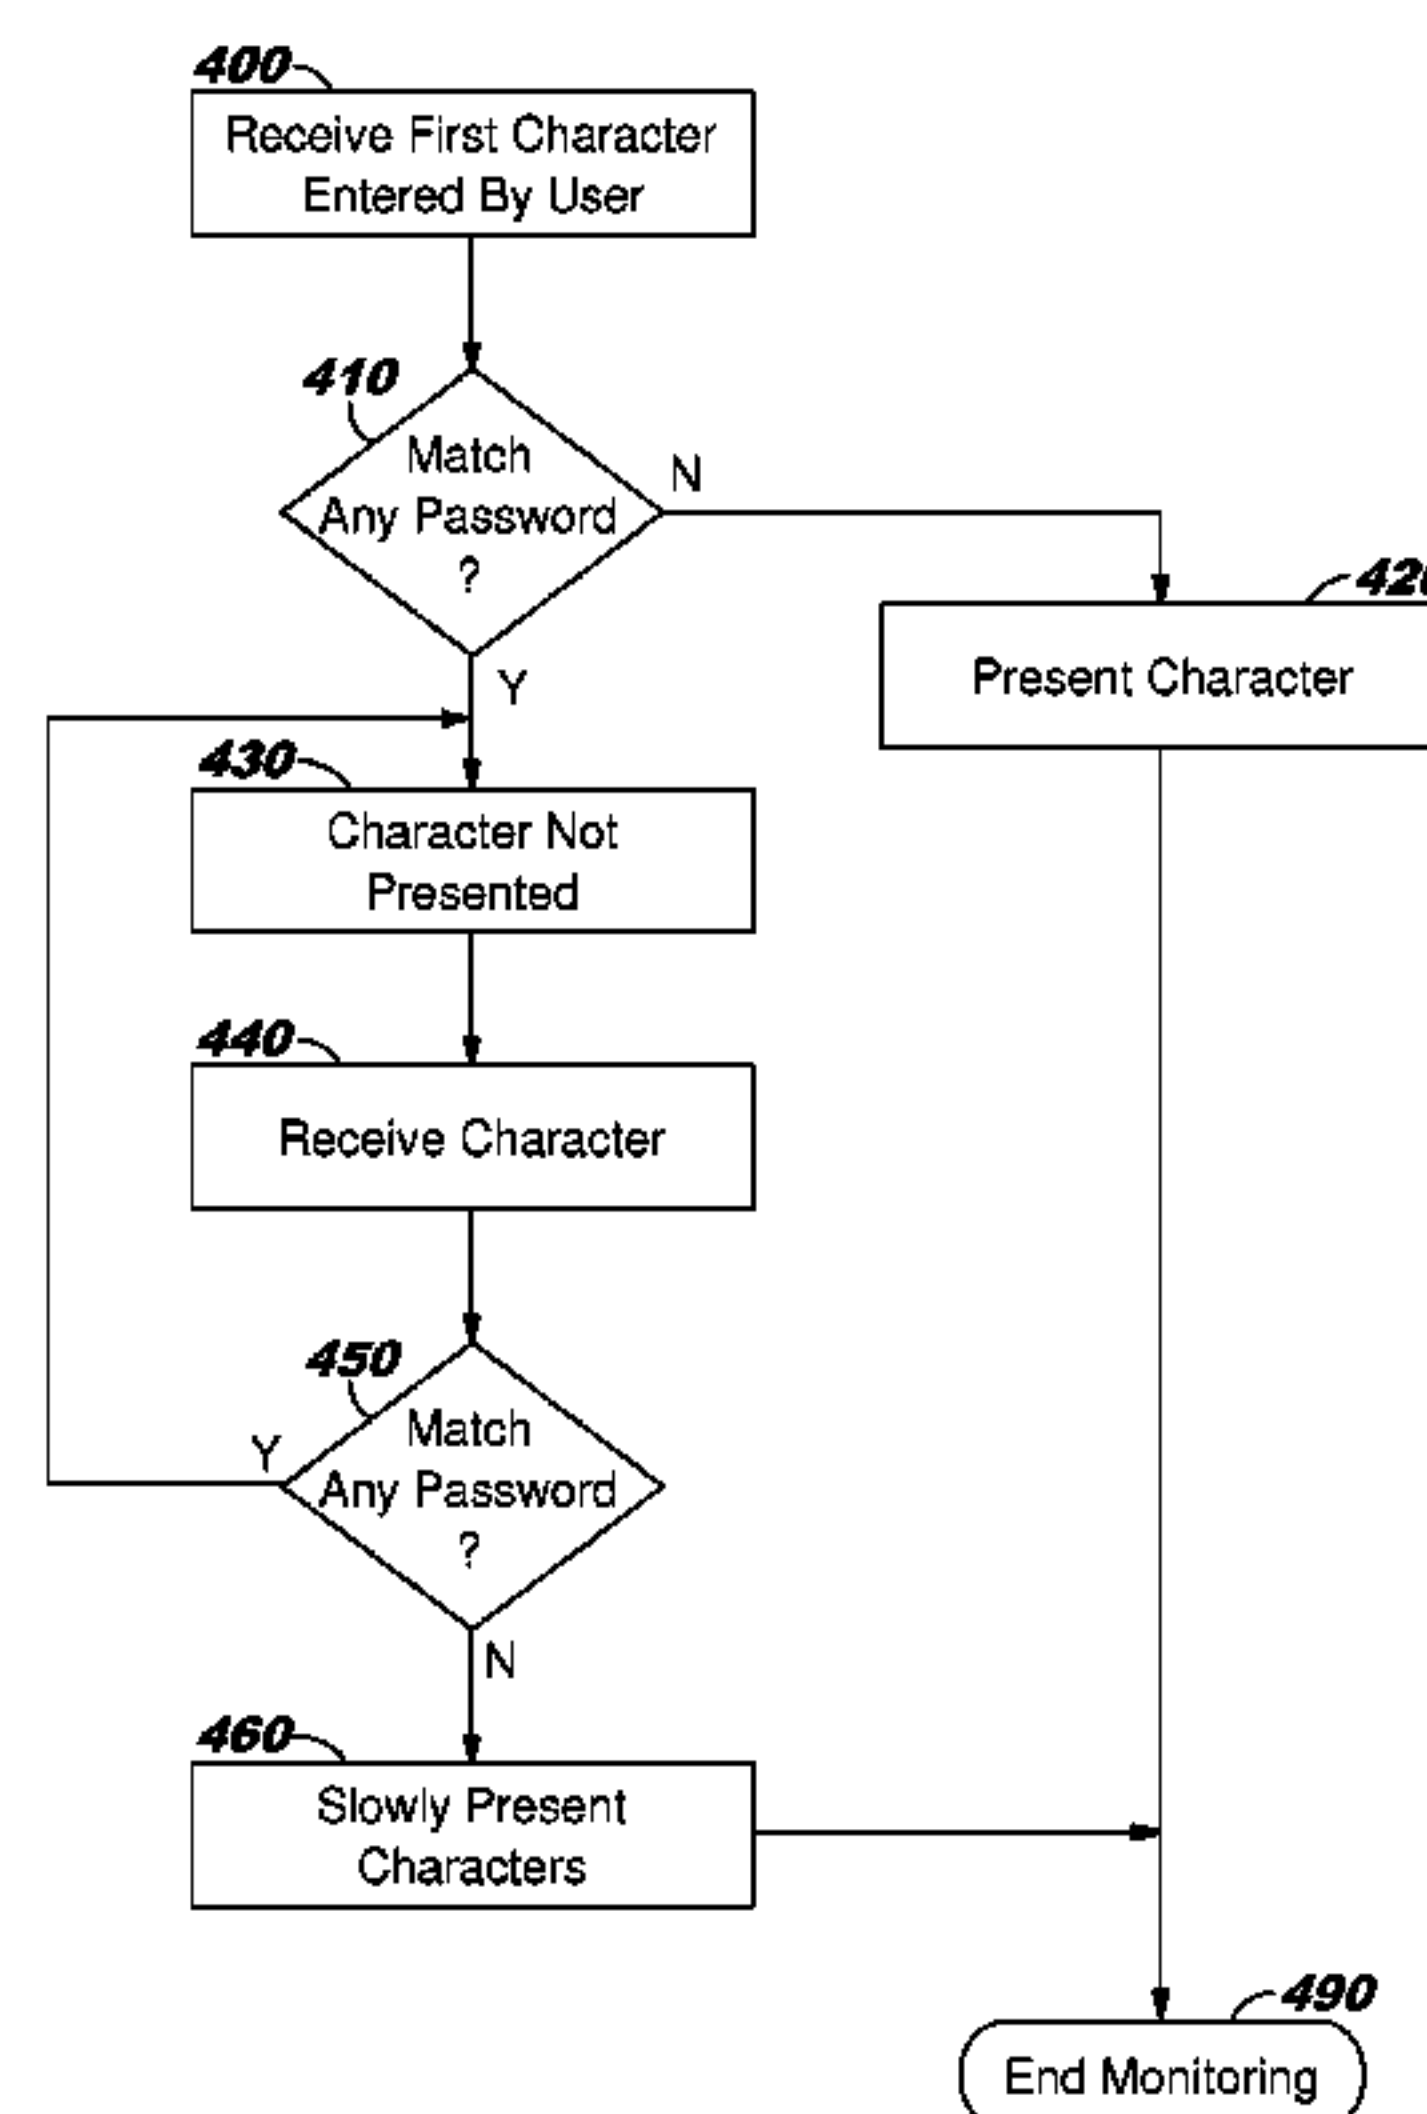 400
Receive First Character
Entered By User
410
Match
Any Password
?
N
Y
420
Present Character
430
Character Not
Presented
440
Receive Character
450
Match
Any Password
?
Y
N
460
Slowly Present
Characters
490
End Monitoring